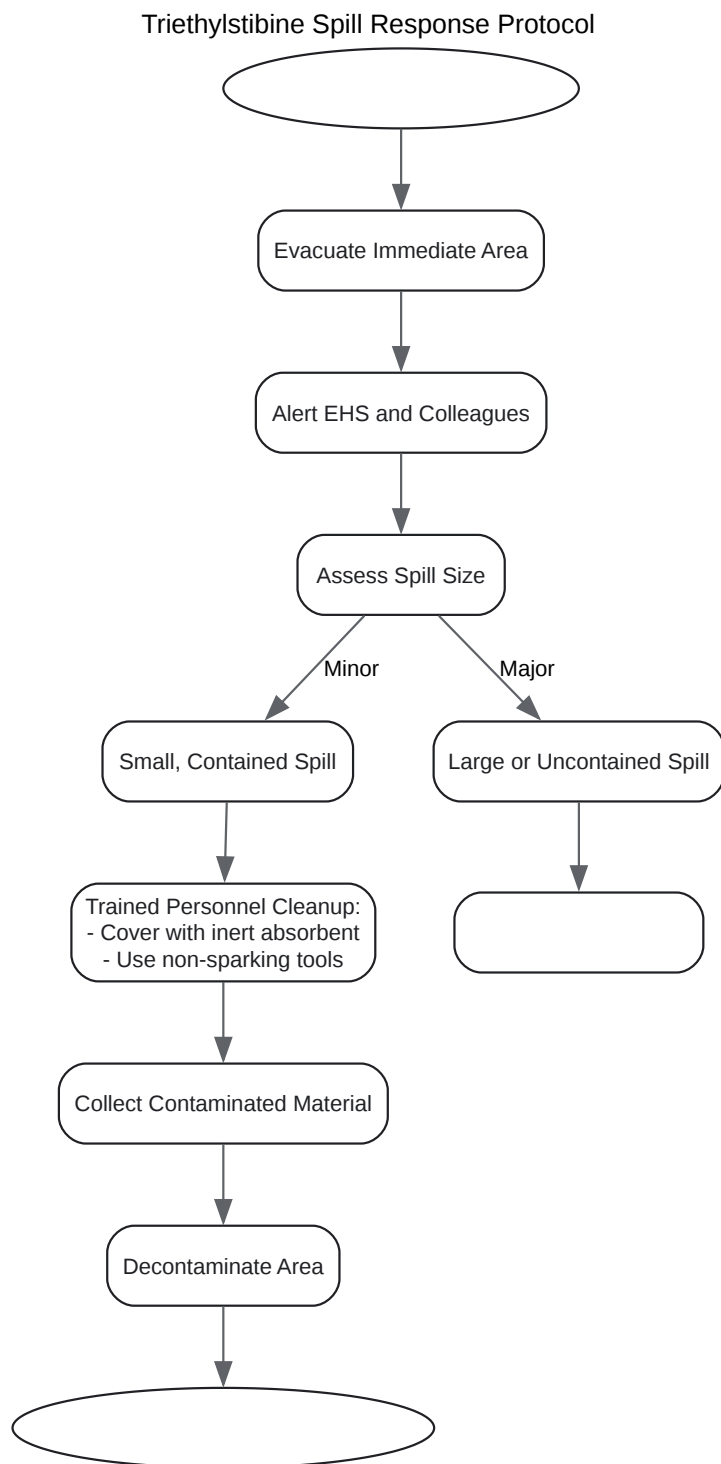 Triethylstibine Spill Response Protocol
Evacuate Immediate Area
Alert EHS and Colleagues
Assess Spill Size
Minor
Major
Small, Contained Spill
Large or Uncontained Spill
Trained Personnel Cleanup:
- Cover with inert absorbent
- Use non-sparking tools
Collect Contaminated Material
Decontaminate Area